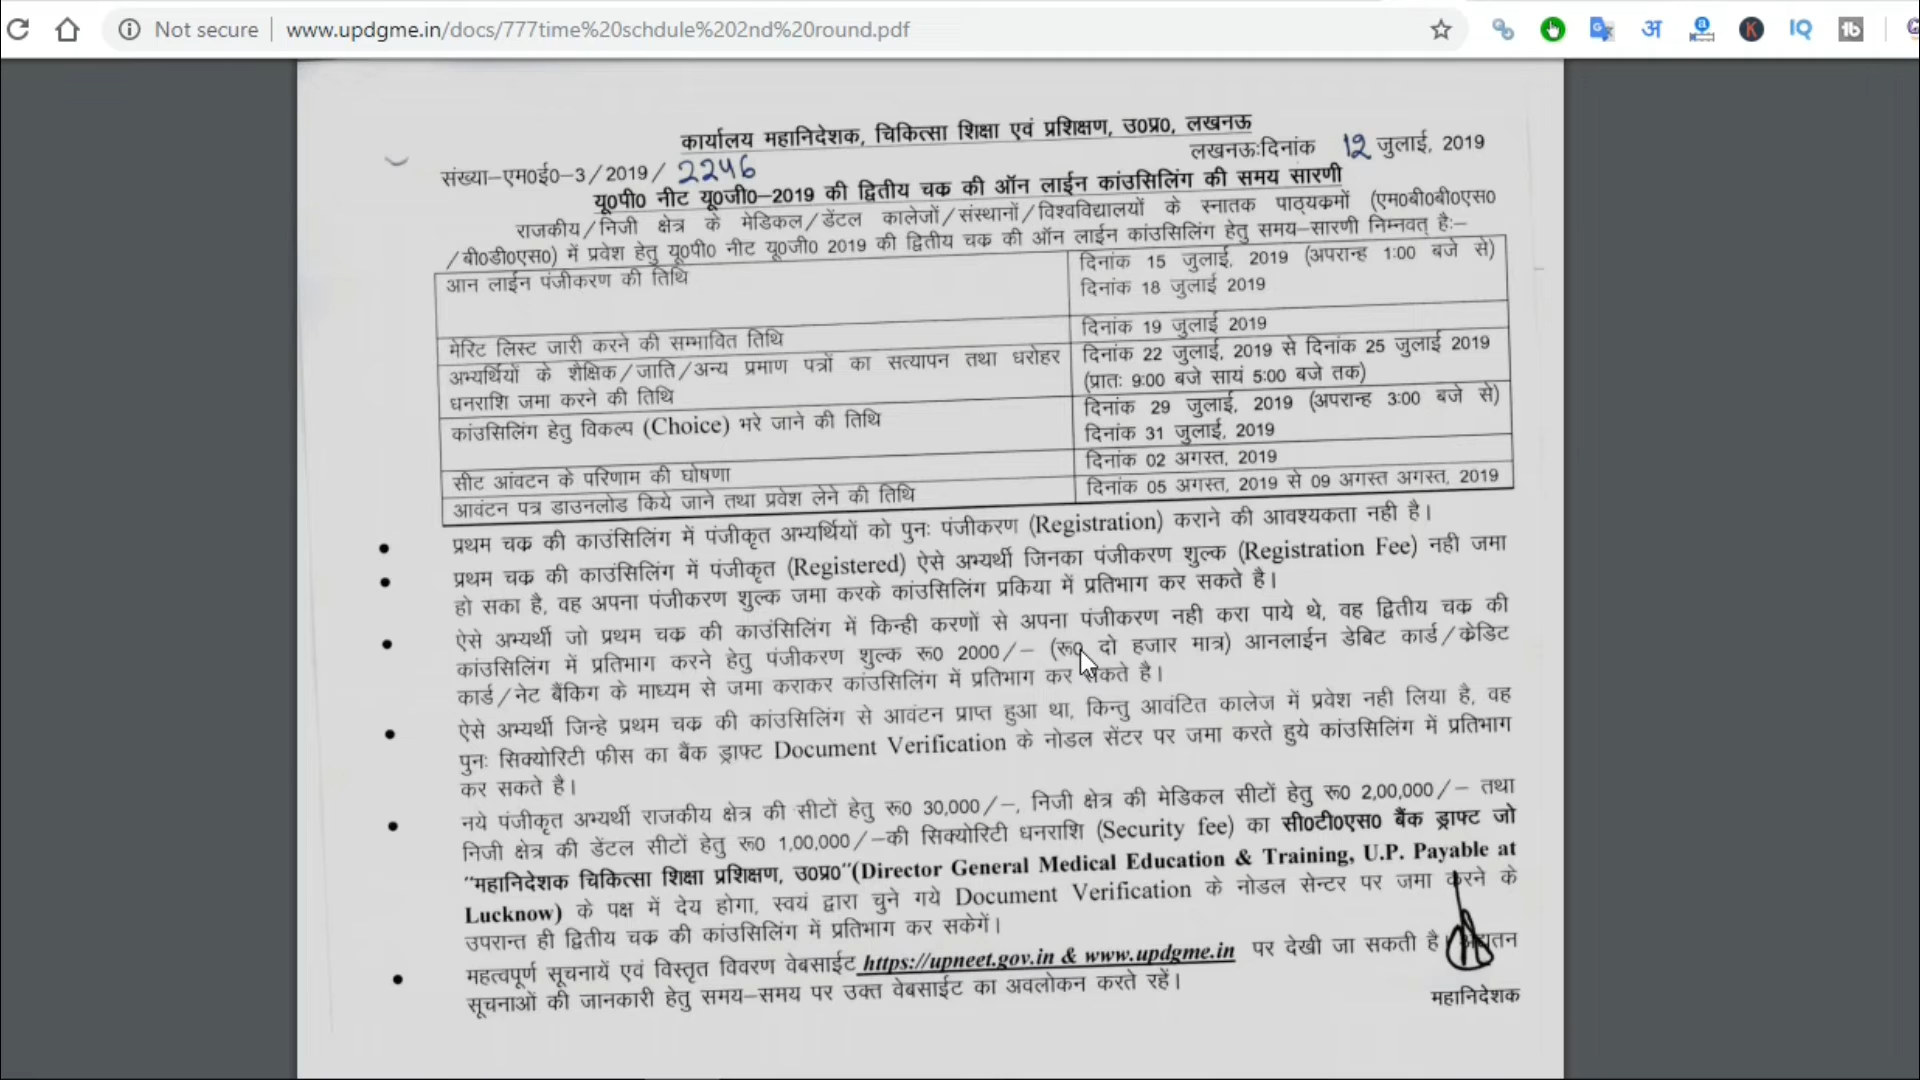 Not secure www.updgme.in/docs/777time%20schdule%202nd%20round.pdf
कार्यालय महानिदेशक, चिकित्सा शिक्षा एवं प्रशिक्षण, उ0प्र0, लखनऊ
संख्या-एम0ई0-3/2019/ 2246 लखनऊ:दिनांक 12 जुलाई, 2019
यू0पी0 नीट यू0जी0-2019 की द्वितीय चक्र की ऑन लाईन कांउसिलिंग की समय सारणी
राजकीय/निजी क्षेत्र के मेडिकल/डेंटल कालेजों/संस्थानों/विश्वविद्यालयों के स्नातक पाठ्यक्रमों (एम0बी0बी0एस0
/बी0डी0एस0) में प्रवेश हेतु यू0पी0 नीट यू0जी0 2019 की द्वितीय चक्र की ऑन लाईन कांउसिलिंग हेतु समय-सारणी निम्नवत् है:-
आन लाईन पंजीकरण की तिथि
दिनांक 15 जुलाई, 2019 (अपरान्ह 1:00 बजे से)
दिनांक 18 जुलाई 2019
मेरिट लिस्ट जारी करने की सम्भावित तिथि
दिनांक 19 जुलाई 2019
अभ्यर्थियों के शैक्षिक/जाति/अन्य प्रमाण पत्रों का सत्यापन तथा धरोहर
धनराशि जमा करने की तिथि
दिनांक 22 जुलाई, 2019 से दिनांक 25 जुलाई 2019
(प्रातः 9:00 बजे सायं 5:00 बजे तक)
कांउसिलिंग हेतु विकल्प (Choice) भरे जाने की तिथि
दिनांक 29 जुलाई, 2019 (अपरान्ह 3:00 बजे से)
दिनांक 31 जुलाई, 2019
सीट आंवटन के परिणाम की घोषणा
दिनांक 02 अगस्त, 2019
आवंटन पत्र डाउनलोड किये जाने तथा प्रवेश लेने की तिथि
दिनांक 05 अगस्त, 2019 से 09 अगस्त अगस्त, 2019
• प्रथम चक्र की काउंसिलिंग में पंजीकृत अभ्यर्थियों को पुनः पंजीकरण (Registration) कराने की आवश्यकता नही है।
• प्रथम चक्र की काउंसिलिंग में पंजीकृत (Registered) ऐसे अभ्यर्थी जिनका पंजीकरण शुल्क (Registration Fee) नही जमा
हो सका है, वह अपना पंजीकरण शुल्क जमा करके कांउसिलिंग प्रकिया में प्रतिभाग कर सकते है।
• ऐसे अभ्यर्थी जो प्रथम चक्र की काउंसिलिंग में किन्ही करणों से अपना पंजीकरण नही करा पाये थे, वह द्वितीय चक्र की
कांउसिलिंग में प्रतिभाग करने हेतु पंजीकरण शुल्क रू0 2000/- (रू0 दो हजार मात्र) आनलाईन डेबिट कार्ड/क्रेडिट
कार्ड/नेट बैंकिग के माध्यम से जमा कराकर कांउसिलिंग में प्रतिभाग कर सकते है।
• ऐसे अभ्यर्थी जिन्हे प्रथम चक्र की कांउसिलिंग से आवंटन प्राप्त हुआ था, किन्तु आवंटित कालेज में प्रवेश नही लिया है, वह
पुनः सिक्योरिटी फीस का बैंक ड्राफ्ट Document Verification के नोडल सेंटर पर जमा करते हुये कांउसिलिंग में प्रतिभाग
कर सकते है।
• नये पंजीकृत अभ्यर्थी राजकीय क्षेत्र की सीटों हेतु रू0 30,000/-, निजी क्षेत्र की मेडिकल सीटों हेतु रू0 2,00,000/- तथा
निजी क्षेत्र की डेंटल सीटों हेतु रू0 1,00,000/-की सिक्योरिटी धनराशि (Security fee) का सी0टी0एस0 बैंक ड्राफ्ट जो
"महानिदेशक चिकित्सा शिक्षा प्रशिक्षण, उ0प्र0"(Director General Medical Education & Training, U.P. Payable at
Lucknow) के पक्ष में देय होगा, स्वयं द्वारा चुने गये Document Verification के नोडल सेन्टर पर जमा करने के
उपरान्त ही द्वितीय चक्र की कांउसिलिंग में प्रतिभाग कर सकेगें।
• महत्वपूर्ण सूचनायें एवं विस्तृत विवरण वेबसाईट https://upneet.gov.in & www.updgme.in पर देखी जा सकती है। अद्यतन
सूचनाओं की जानकारी हेतु समय-समय पर उक्त वेबसाईट का अवलोकन करते रहें।
महानिदेशक